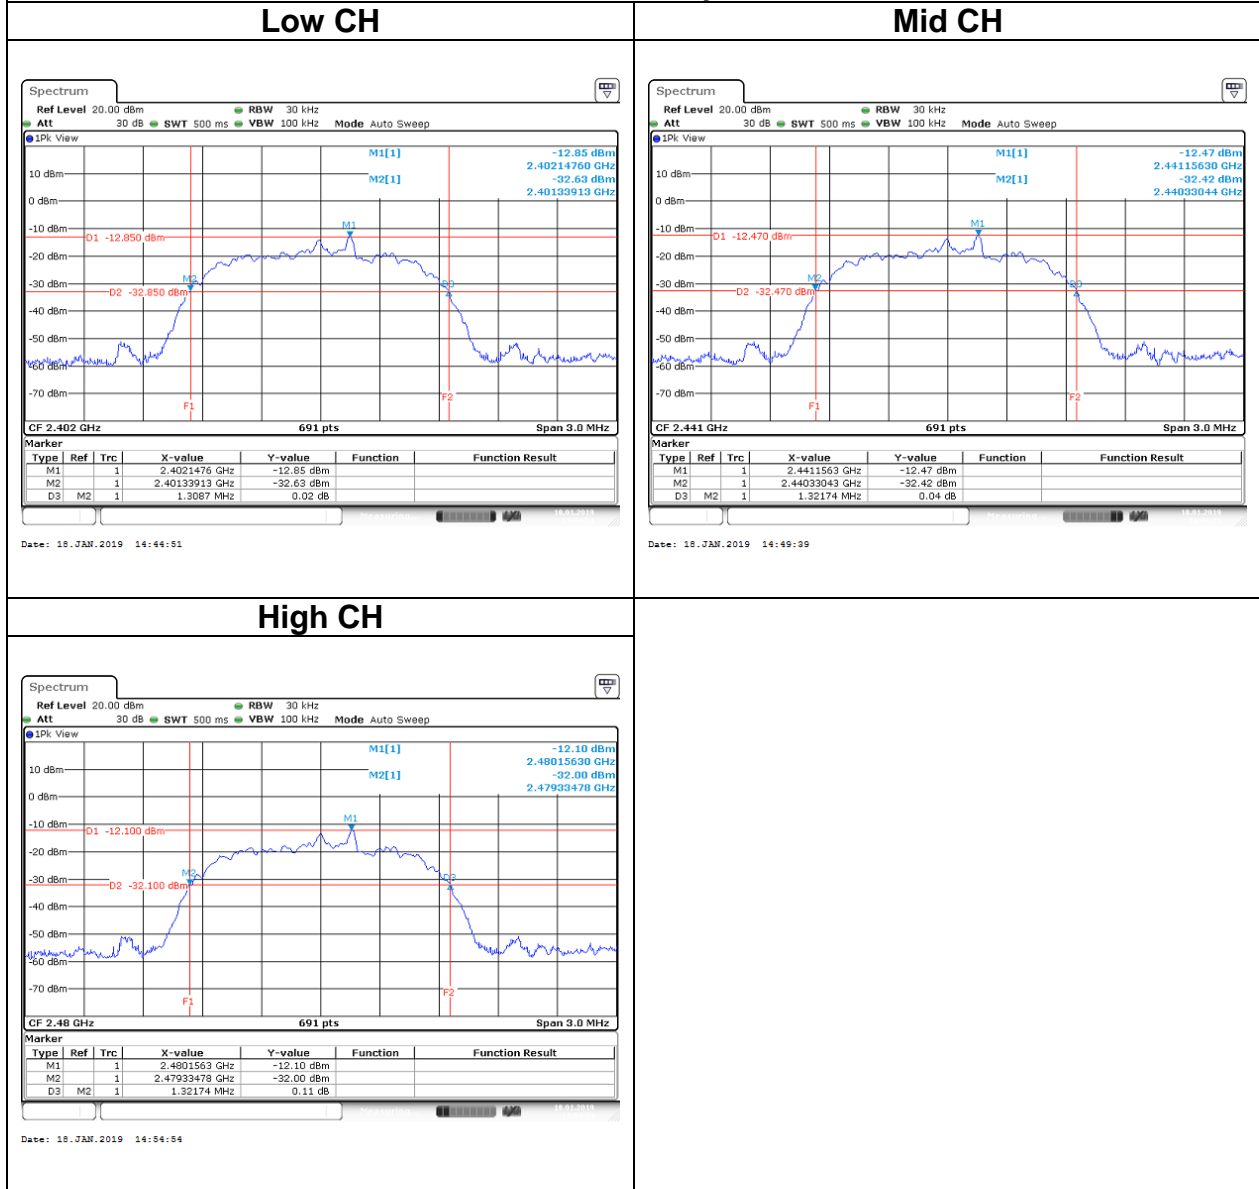 Low CH
Mid CH
Spectrum
Ref Level 20.00 dBm RBW 30 kHz
Att 30 dB SWT 500 ms VBW 100 kHz Mode Auto Sweep
1Pk View
M1[1] -12.85 dBm
2.40214760 GHz
M2[1] -32.63 dBm
2.40133913 GHz
10 dBm
0 dBm
-10 dBm
M1
D1 -12.850 dBm
-20 dBm
M2
-30 dBm
D2 -32.850 dBm
-40 dBm
-50 dBm
-60 dBm
-70 dBm
F1
F2
CF 2.402 GHz 691 pts Span 3.0 MHz
Marker
Type Ref Trc X-value Y-value Function Function Result
M1 1 2.4021476 GHz -12.85 dBm
M2 1 2.40133913 GHz -32.63 dBm
D3 M2 1 1.3087 MHz 0.02 dB
18.01.2019
Date: 18.JAN.2019 14:44:51
Spectrum
Ref Level 20.00 dBm RBW 30 kHz
Att 30 dB SWT 500 ms VBW 100 kHz Mode Auto Sweep
1Pk View
M1[1] -12.47 dBm
2.44115630 GHz
M2[1] -32.42 dBm
2.44033044 GHz
10 dBm
0 dBm
-10 dBm
M1
D1 -12.470 dBm
-20 dBm
M2
-30 dBm
D2 -32.470 dBm
-40 dBm
-50 dBm
-60 dBm
-70 dBm
F1
F2
CF 2.441 GHz 691 pts Span 3.0 MHz
Marker
Type Ref Trc X-value Y-value Function Function Result
M1 1 2.4411563 GHz -12.47 dBm
M2 1 2.44033043 GHz -32.42 dBm
D3 M2 1 1.32174 MHz 0.04 dB
18.01.2019
Date: 18.JAN.2019 14:49:39
High CH
Spectrum
Ref Level 20.00 dBm RBW 30 kHz
Att 30 dB SWT 500 ms VBW 100 kHz Mode Auto Sweep
1Pk View
M1[1] -12.10 dBm
2.48015630 GHz
M2[1] -32.00 dBm
2.47933478 GHz
10 dBm
0 dBm
-10 dBm
M1
D1 -12.100 dBm
-20 dBm
M2
D3
-30 dBm
D2 -32.100 dBm
-40 dBm
-50 dBm
-60 dBm
-70 dBm
F1
F2
CF 2.48 GHz 691 pts Span 3.0 MHz
Marker
Type Ref Trc X-value Y-value Function Function Result
M1 1 2.4801563 GHz -12.10 dBm
M2 1 2.47933478 GHz -32.00 dBm
D3 M2 1 1.32174 MHz 0.11 dB
18.01.2019
Date: 18.JAN.2019 14:54:54